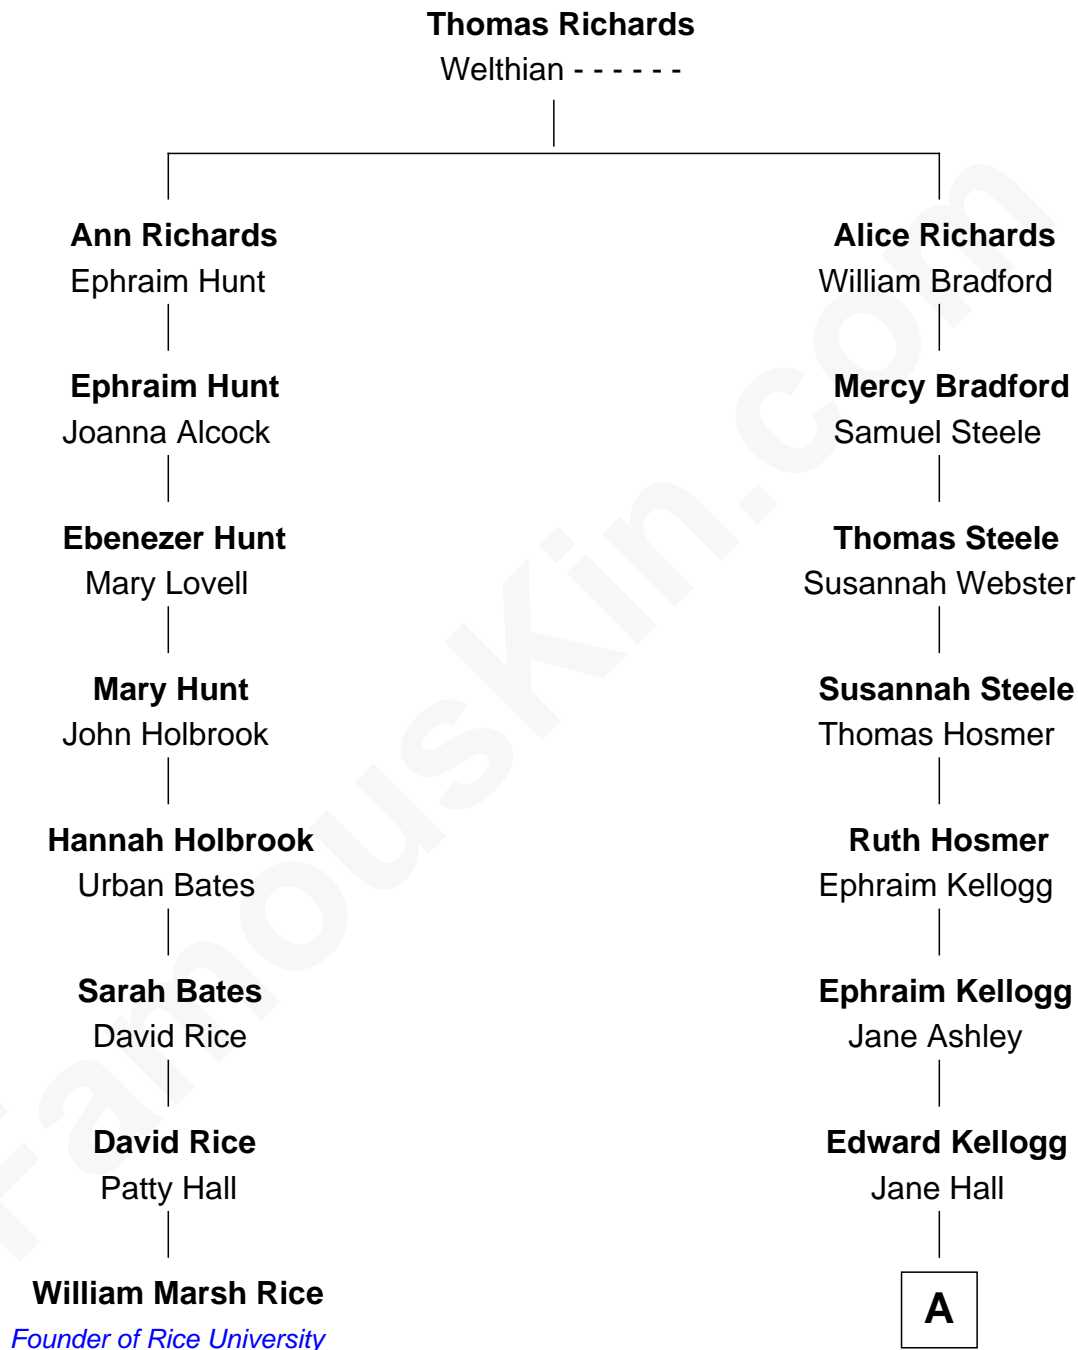 Thomas Richards
Welthian - - - - - -
Ann Richards
Ephraim Hunt
Alice Richards
William Bradford
Ephraim Hunt
Joanna Alcock
Mercy Bradford
Samuel Steele
Ebenezer Hunt
Mary Lovell
Thomas Steele
Susannah Webster
Mary Hunt
John Holbrook
Susannah Steele
Thomas Hosmer
Hannah Holbrook
Urban Bates
Ruth Hosmer
Ephraim Kellogg
Sarah Bates
David Rice
Ephraim Kellogg
Jane Ashley
David Rice
Patty Hall
Edward Kellogg
Jane Hall
William Marsh Rice
Founder of Rice University
A
FamousKin.com